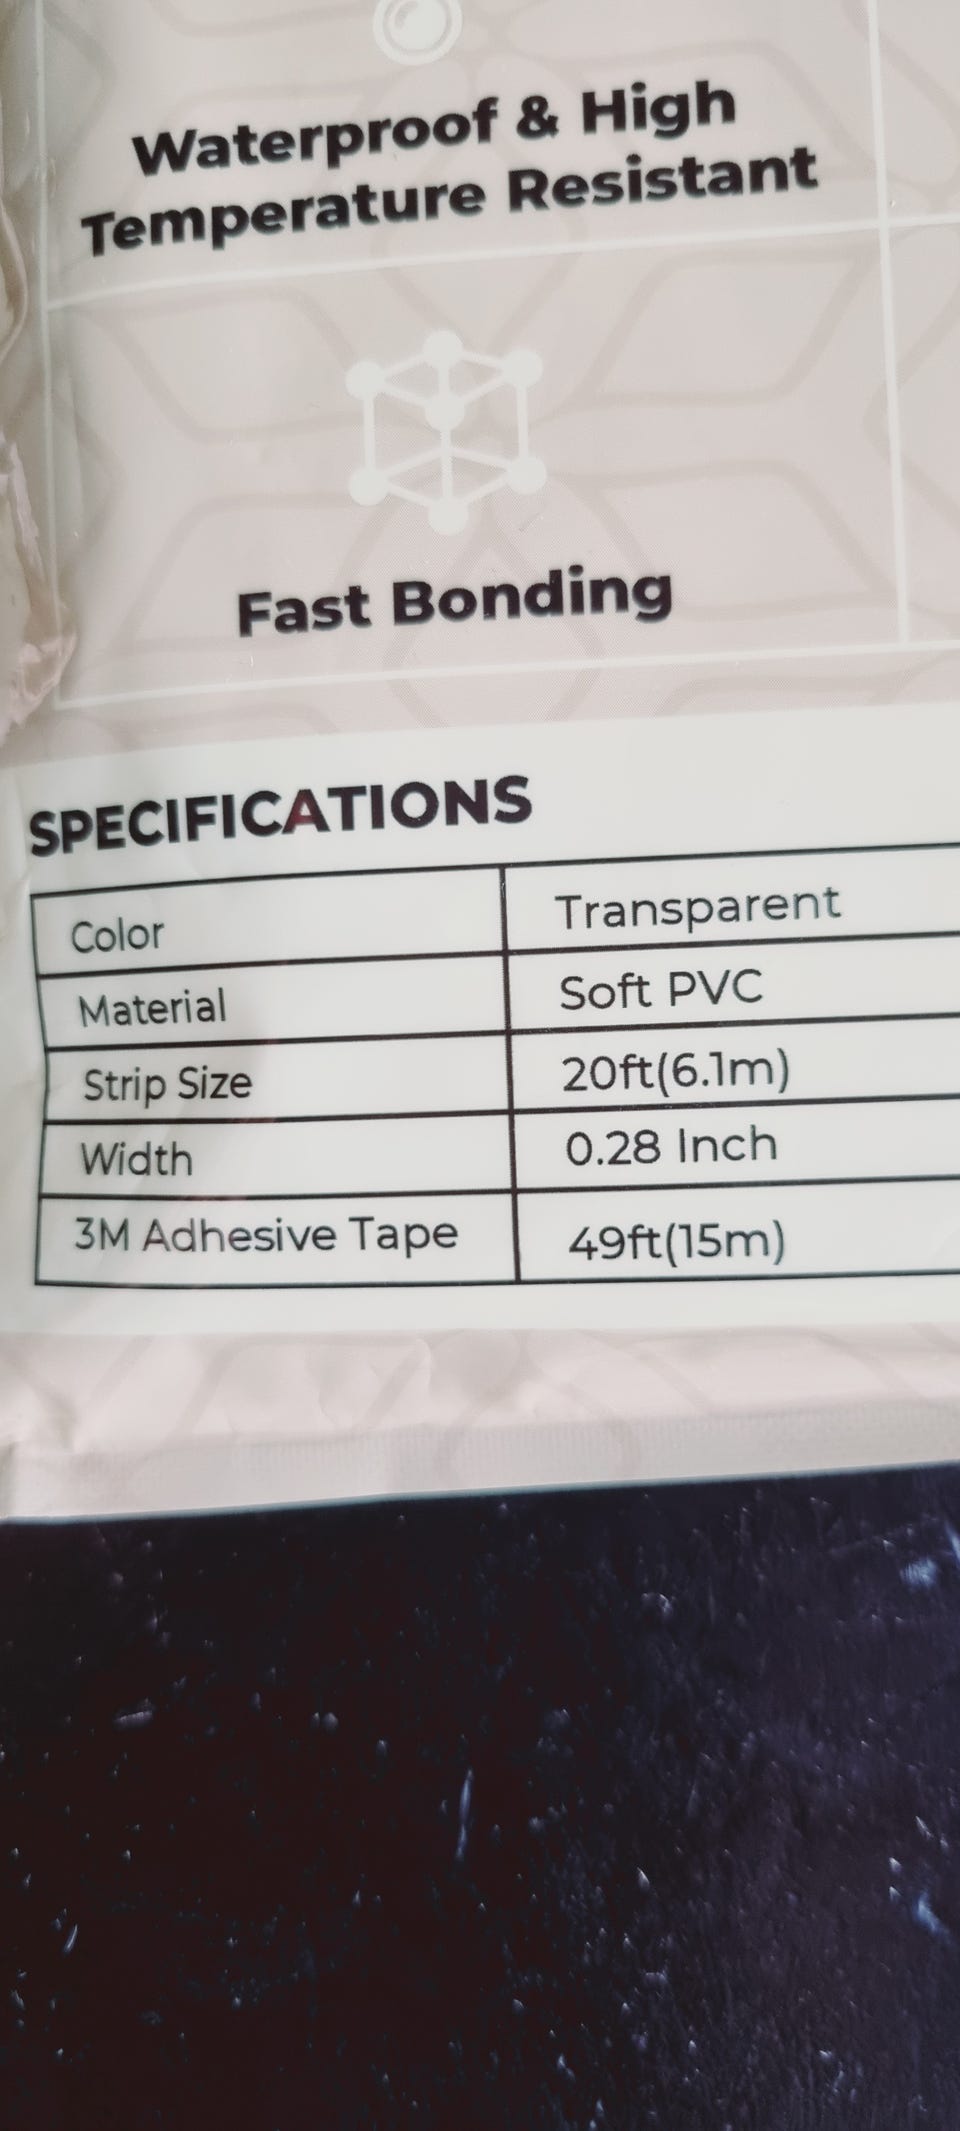 Waterproof & High
Temperature Resistant
Fast Bonding
SPECIFICATIONS
Color Transparent
Material Soft PVC
Strip Size 20ft(6.1m)
Width 0.28 Inch
3M Adhesive Tape 49ft(15m)